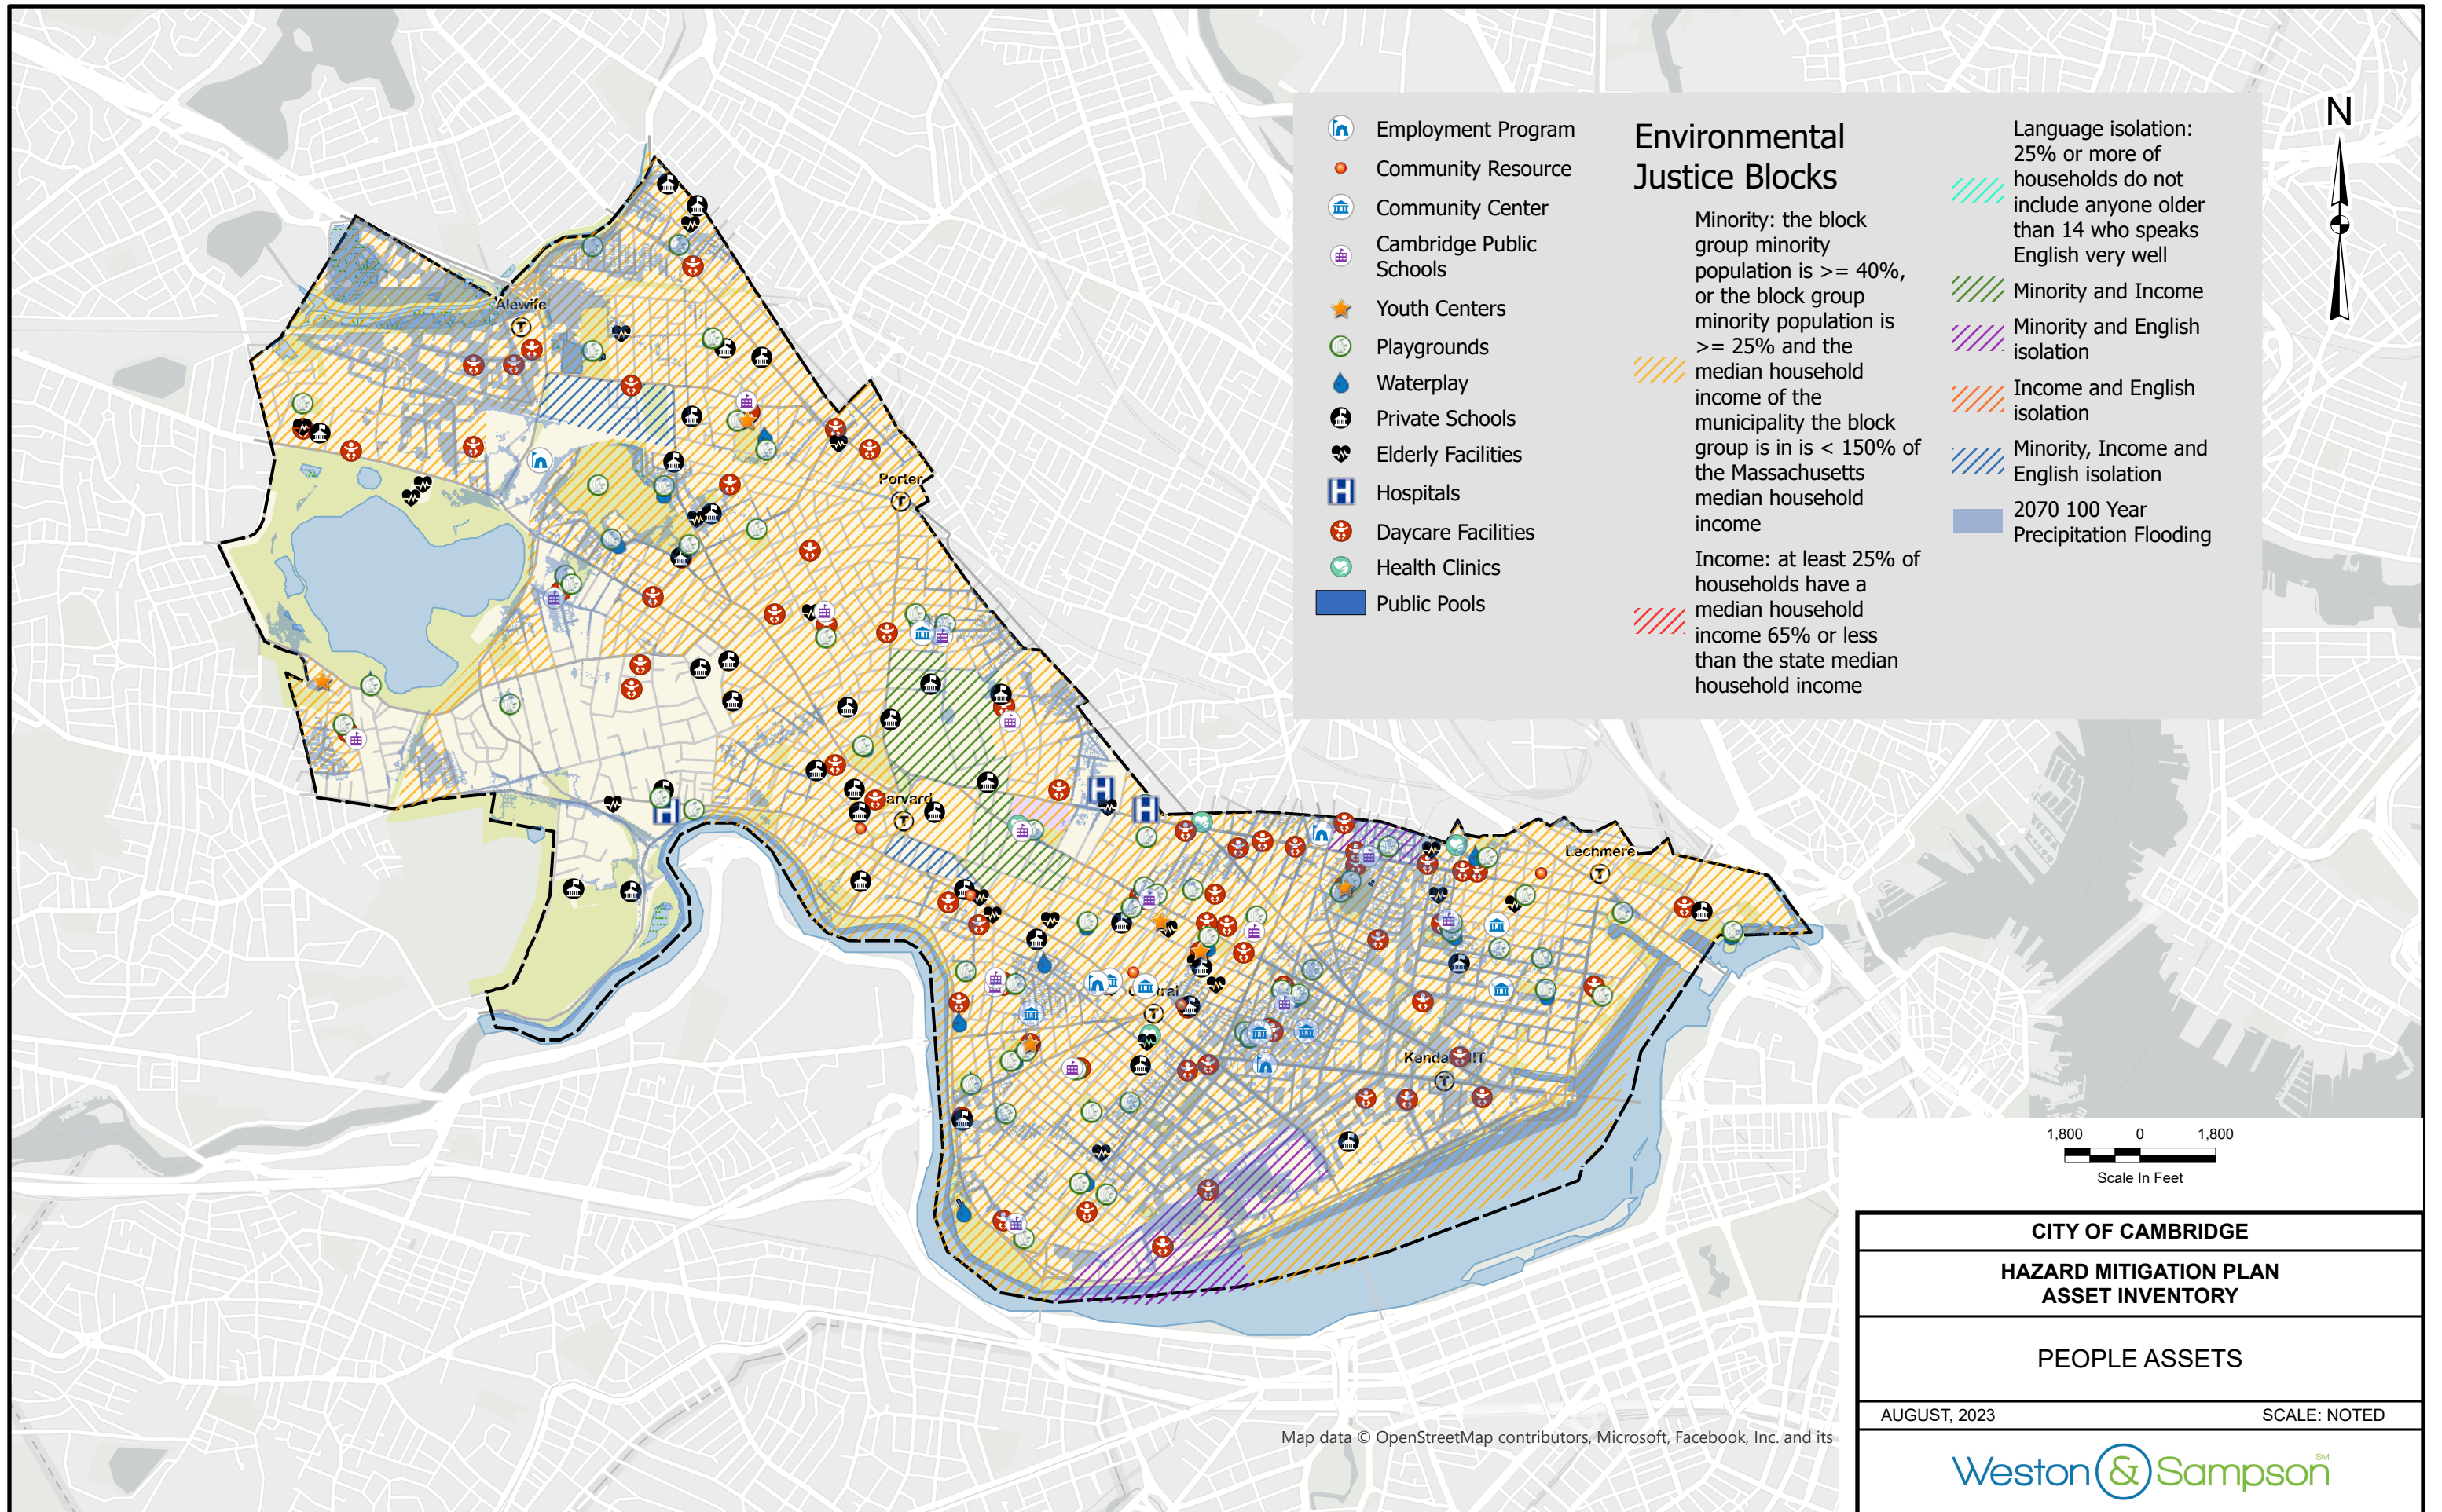 Employment Program
Community Resource
Community Center
Cambridge Public
Schools
Youth Centers
Playgrounds
Waterplay
Private Schools
Elderly Facilities
Hospitals
Daycare Facilities
Health Clinics
Public Pools
Environmental
Justice Blocks
Minority: the block
group minority
population is >= 40%,
or the block group
minority population is
>= 25% and the
median household
income of the
municipality the block
group is in is < 150% of
the Massachusetts
median household
income
Income: at least 25% of
households have a
median household
income 65% or less
than the state median
household income
Language isolation:
25% or more of
households do not
include anyone older
than 14 who speaks
English very well
Minority and Income
Minority and English
isolation
Income and English
isolation
Minority, Income and
English isolation
2070 100 Year
Precipitation Flooding
N
Alewife
T
Porter
T
T
Lechmere
T
T
T
H
H
H
H
1,800 0 1,800
Scale In Feet
CITY OF CAMBRIDGE
HAZARD MITIGATION PLAN
ASSET INVENTORY
PEOPLE ASSETS
AUGUST, 2023 SCALE: NOTED
Weston & Sampson SM
Map data © OpenStreetMap contributors, Microsoft, Facebook, Inc. and its